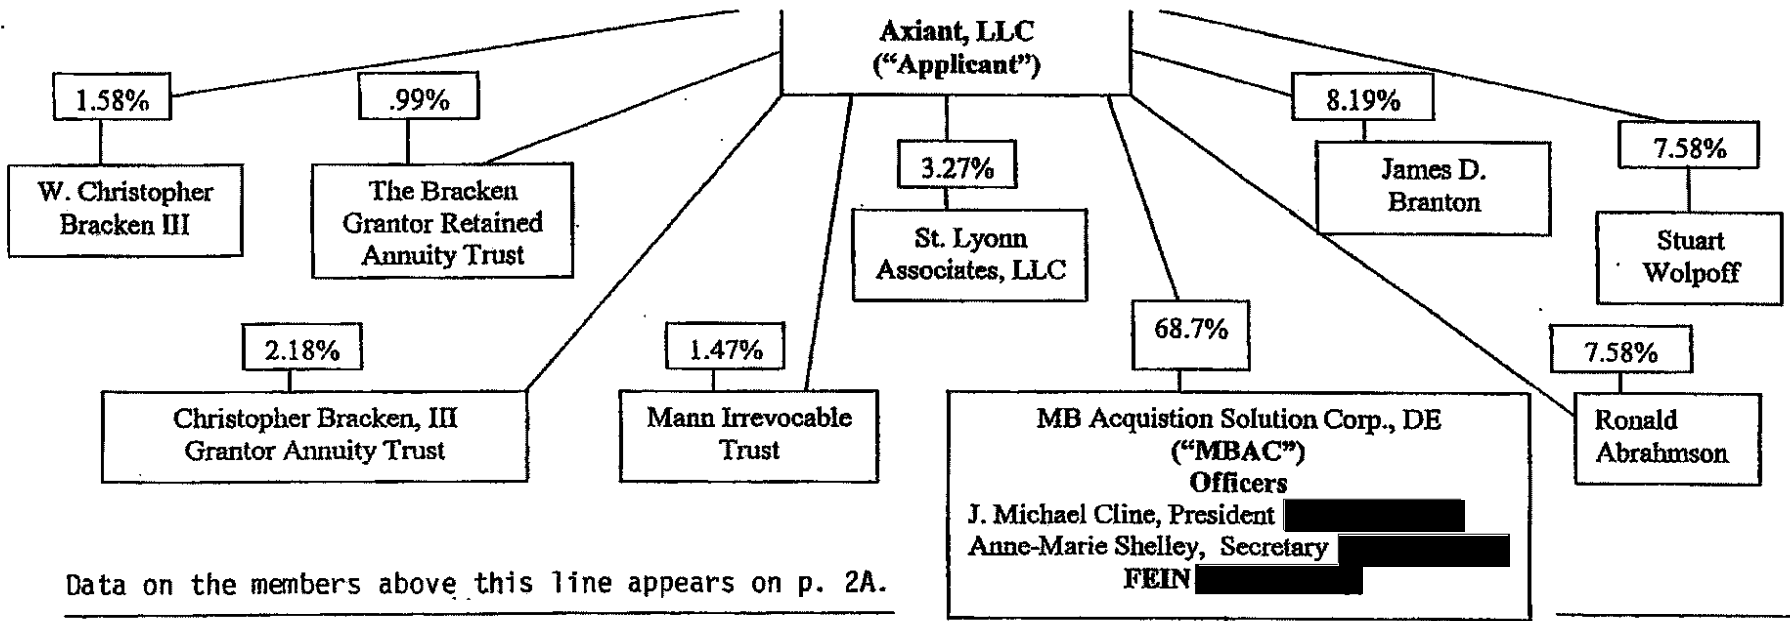 Axiant, LLC
("Applicant")
1.58%
.99%
8.19%
7.58%
3.27%
W. Christopher
Bracken III
The Bracken
Grantor Retained
Annuity Trust
St. Lyonn
Associates, LLC
James D.
Branton
Stuart
Wolpoff
2.18%
1.47%
68.7%
7.58%
Christopher Bracken, III
Grantor Annuity Trust
Mann Irrevocable
Trust
MB Acquistion Solution Corp., DE
("MBAC")
Officers
J. Michael Cline, President
Anne-Marie Shelley, Secretary
FEIN
Ronald
Abrahmson
Data on the members above this line appears on p. 2A.